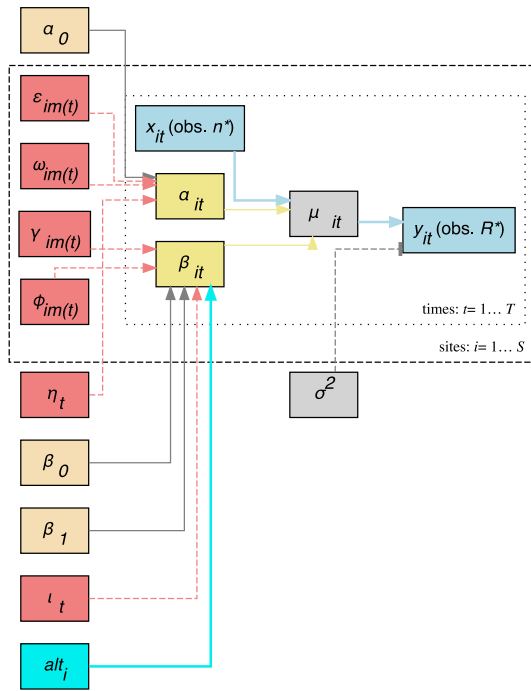 α 0
ε im(t)
x it (obs. n*)
ω im(t)
α it
γ im(t)
μ it
y it (obs. R*)
β it
ϕ im(t)
times: t= 1… T
sites: i= 1… S
η t
σ 2
β 0
β 1
ι t
alt i